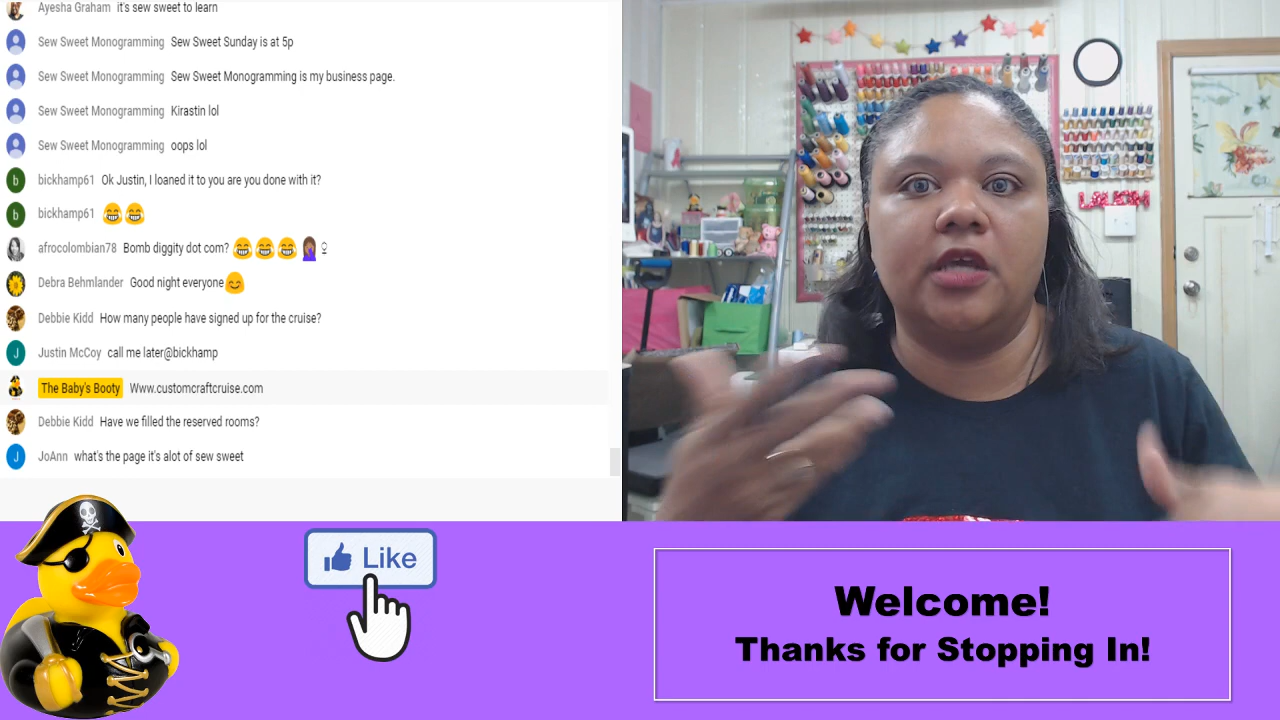 Ayesha Graham it's sew sweet to learn
Sew Sweet Monogramming Sew Sweet Sunday is at 5p
Sew Sweet Monogramming Sew Sweet Monogramming is my business page.
Sew Sweet Monogramming Kirastin lol
Sew Sweet Monogramming oops lol
b bickhamp61 Ok Justin, I loaned it to you are you done with it?
b bickhamp61 😂😂
afrocolombian78 Bomb diggity dot com? 😂😂😂🤦🏾‍♀
Debra Behmlander Good night everyone😊
Debbie Kidd How many people have signed up for the cruise?
J Justin McCoy call me later@bickhamp
The Baby's Booty Www.customcraftcruise.com
Debbie Kidd Have we filled the reserved rooms?
J JoAnn what's the page it's alot of sew sweet
Like
Welcome!
Thanks for Stopping In!